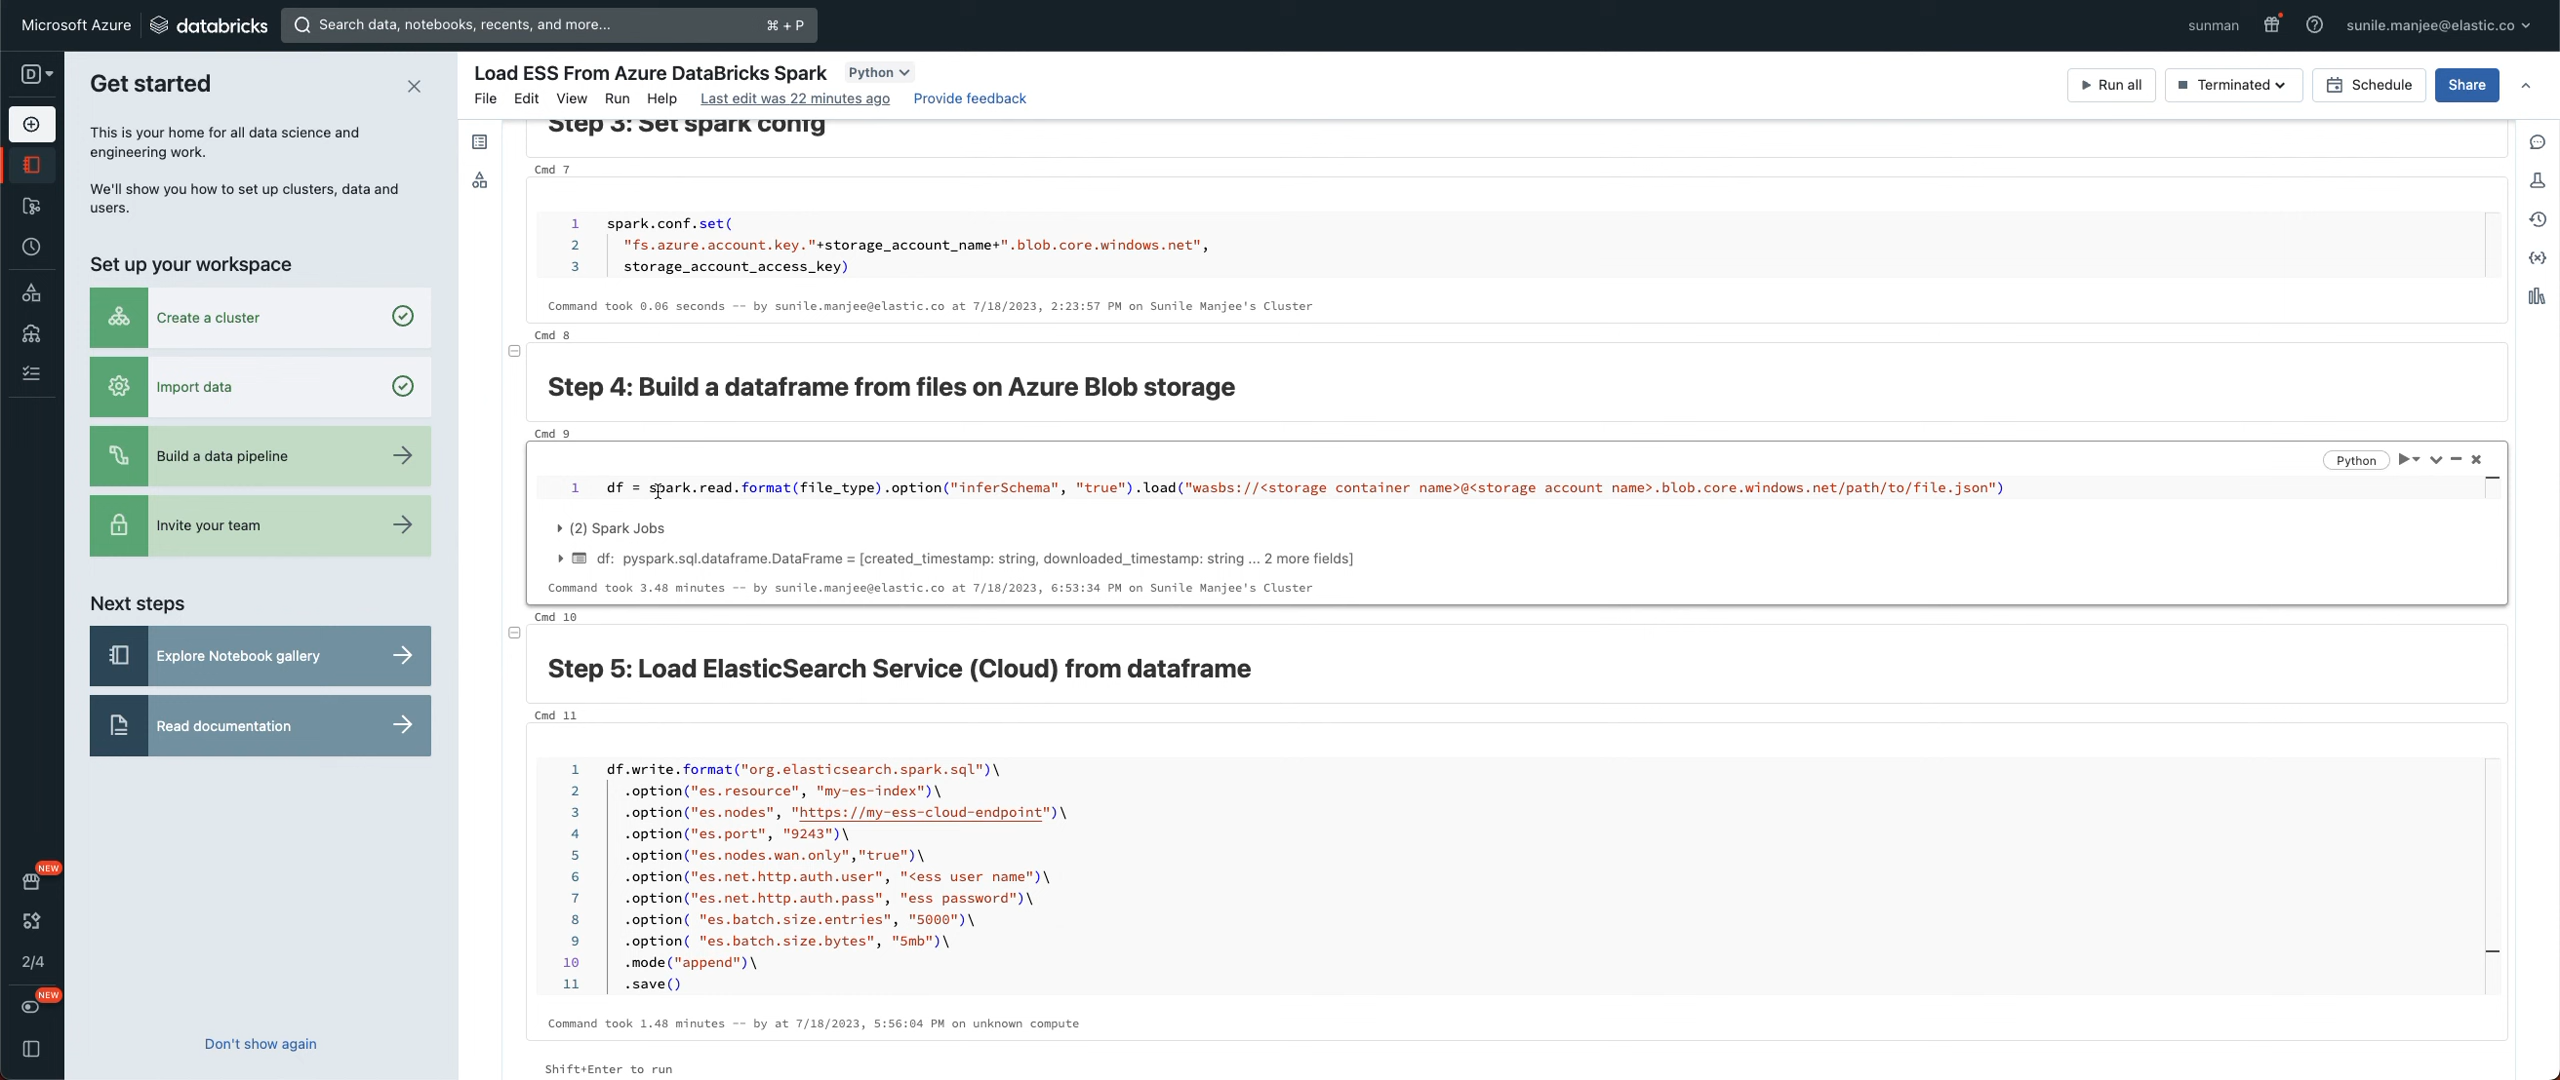 Microsoft Azure databricks Search data, notebooks, recents, and more... ⌘ + P sunman sunile.manjee@elastic.co
D
Get started
This is your home for all data science and
engineering work.
We'll show you how to set up clusters, data and
users.
Set up your workspace
Create a cluster
Import data
Build a data pipeline
Invite your team
Next steps
Explore Notebook gallery
Read documentation
Don't show again
NEW
2/4
NEW
Load ESS From Azure DataBricks Spark Python
File Edit View Run Help Last edit was 22 minutes ago Provide feedback
Run all Terminated Schedule Share
Step 3: Set spark confg
Cmd 7
1 spark.conf.set(
2 "fs.azure.account.key."+storage_account_name+".blob.core.windows.net",
3 storage_account_access_key)
Command took 0.06 seconds -- by sunile.manjee@elastic.co at 7/18/2023, 2:23:57 PM on Sunile Manjee's Cluster
Cmd 8
Step 4: Build a dataframe from files on Azure Blob storage
Cmd 9
Python
1 df = spark.read.format(file_type).option("inferSchema", "true").load("wasbs://<storage container name>@<storage account name>.blob.core.windows.net/path/to/file.json")
(2) Spark Jobs
df: pyspark.sql.dataframe.DataFrame = [created_timestamp: string, downloaded_timestamp: string ... 2 more fields]
Command took 3.48 minutes -- by sunile.manjee@elastic.co at 7/18/2023, 6:53:34 PM on Sunile Manjee's Cluster
Cmd 10
Step 5: Load ElasticSearch Service (Cloud) from dataframe
Cmd 11
1 df.write.format("org.elasticsearch.spark.sql")\
2 .option("es.resource", "my-es-index")\
3 .option("es.nodes", "https://my-ess-cloud-endpoint")\
4 .option("es.port", "9243")\
5 .option("es.nodes.wan.only","true")\
6 .option("es.net.http.auth.user", "<ess user name")\
7 .option("es.net.http.auth.pass", "ess password")\
8 .option( "es.batch.size.entries", "5000")\
9 .option( "es.batch.size.bytes", "5mb")\
10 .mode("append")\
11 .save()
Command took 1.48 minutes -- by at 7/18/2023, 5:56:04 PM on unknown compute
Shift+Enter to run